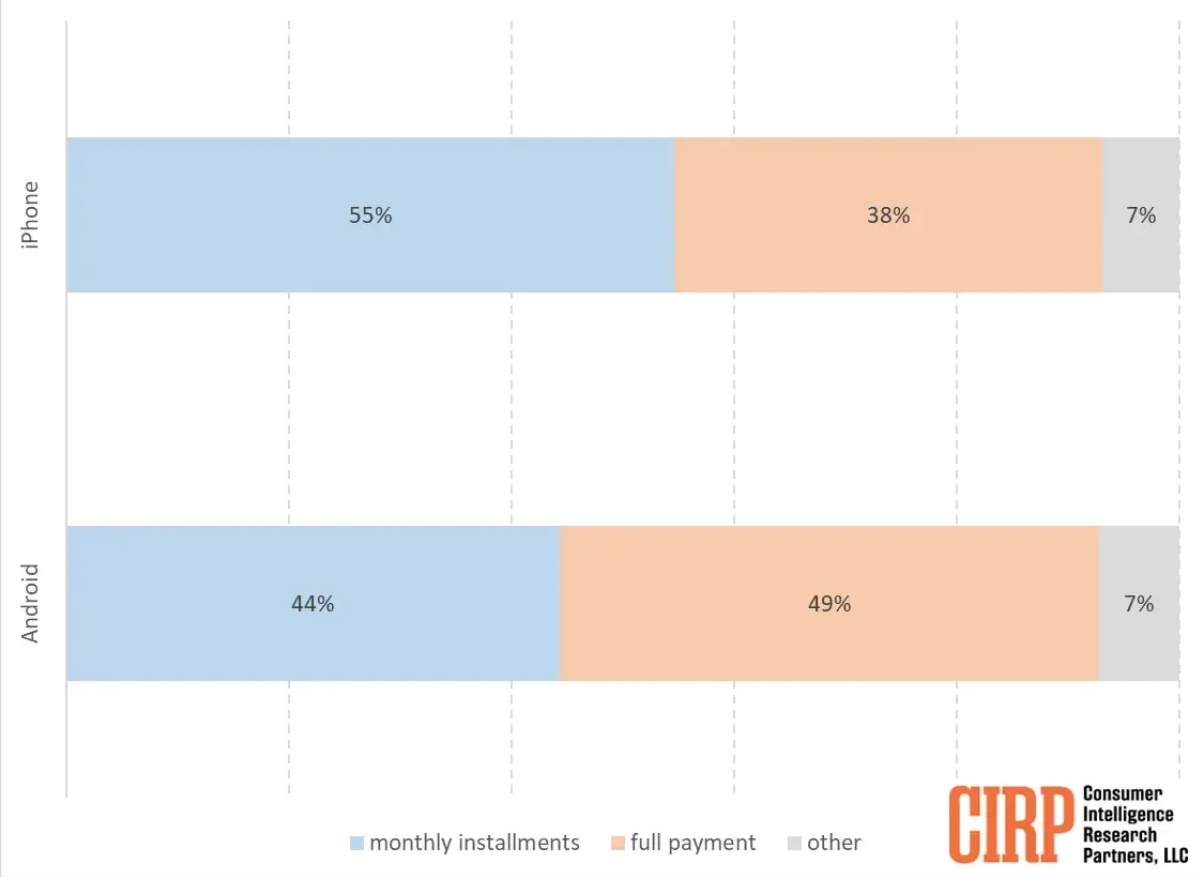 iPhone
55%
38%
7%
Android
44%
49%
7%
monthly installments
full payment
other
CIRP
Consumer
Intelligence
Research
Partners, LLC